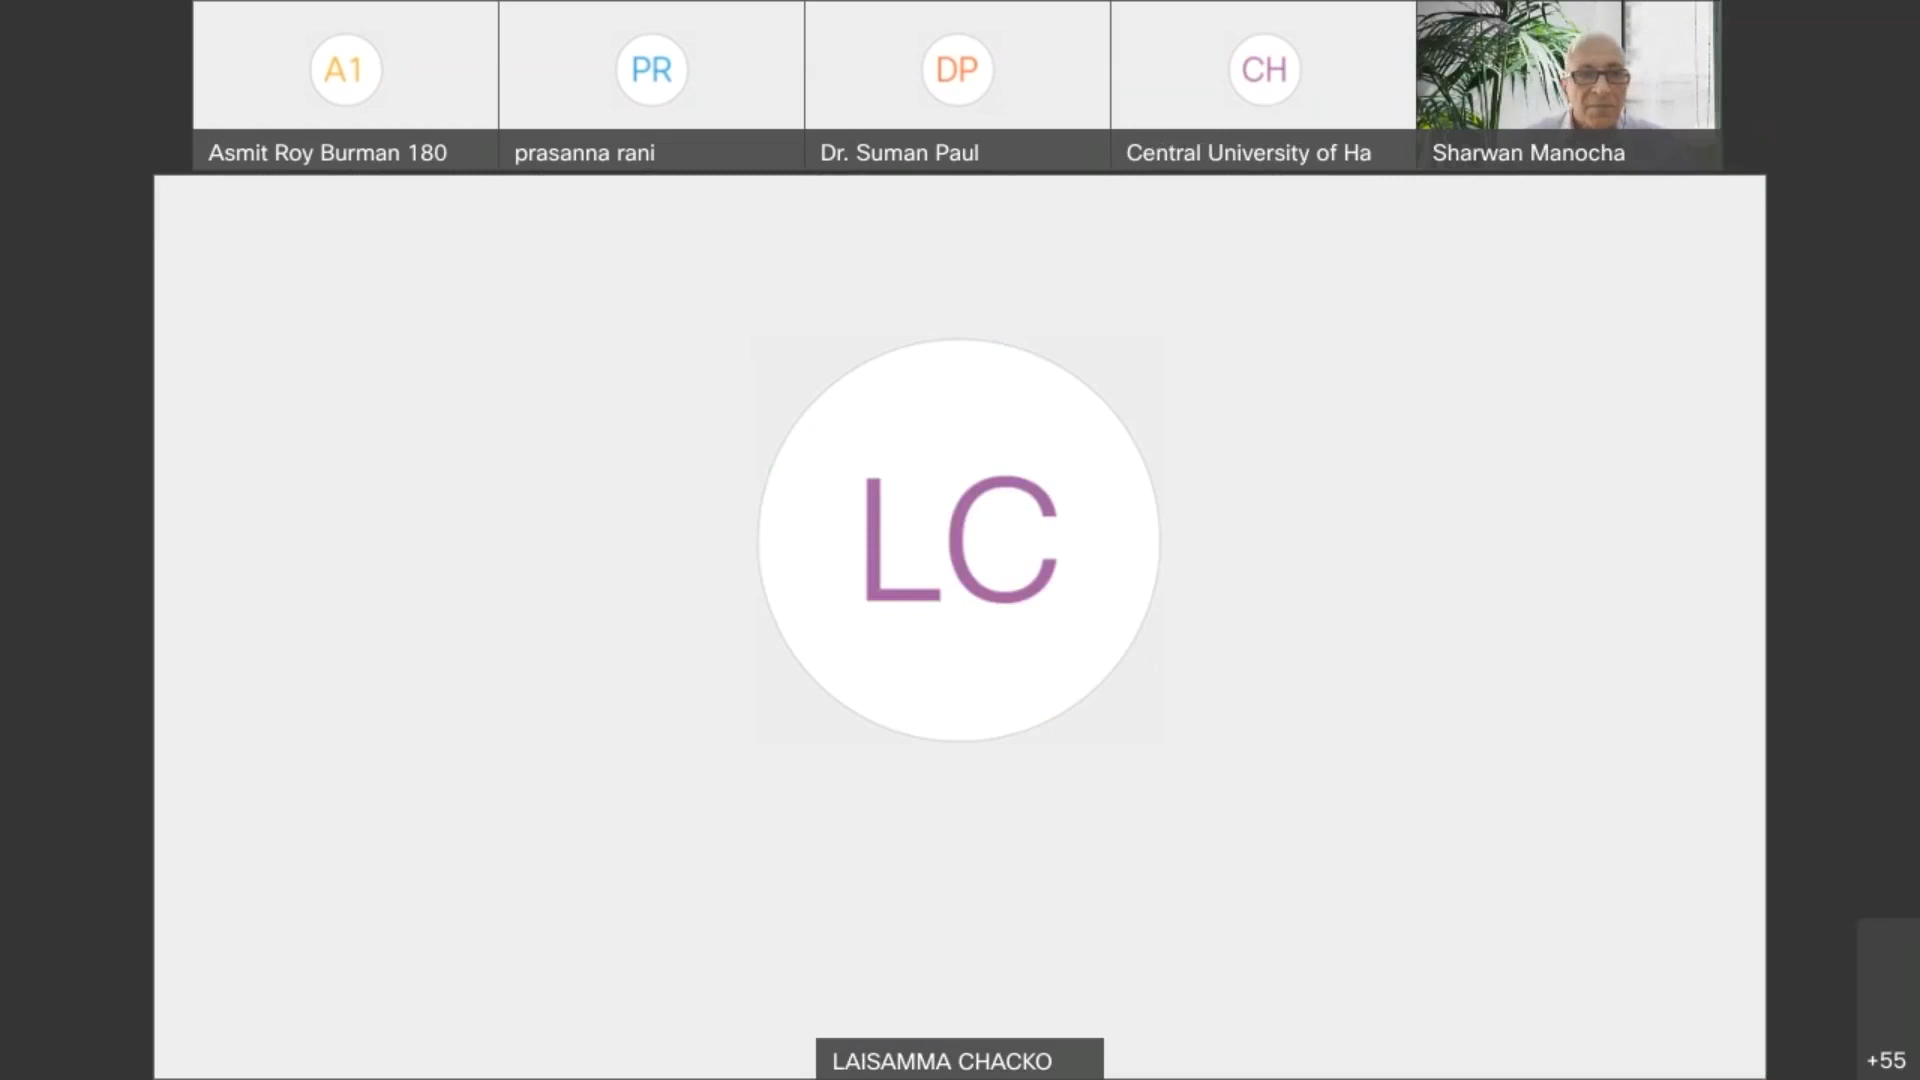 A1
PR
DP
CH
Asmit Roy Burman 180
prasanna rani
Dr. Suman Paul
Central University of Ha
Sharwan Manocha
LC
LAISAMMA CHACKO
+55